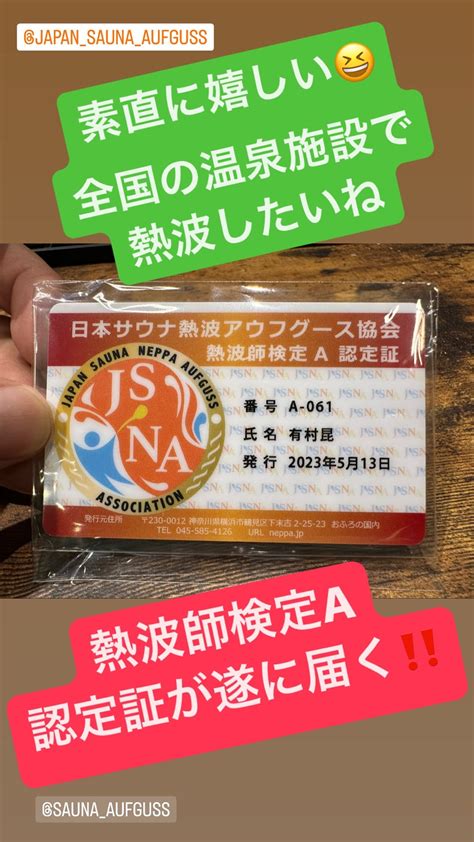 @JAPAN_SAUNA_AUFGUSS
素直に嬉しい😆
全国の温泉施設で
熱波したいね
日本サウナ熱波アウフグース協会
熱波師検定 A 認定証
JAPAN SAUNA NEPPA AUFGUSS
JS
NA
ASSOCIATION
番 号 A-061
氏 名 有村昆
発 行 2023年5月13日
発行元住所 〒230-0012 神奈川県横浜市鶴見区下末吉 2-25-23 おふろの国内
TEL 045-585-4126 URL neppa.jp
熱波師検定A
認定証が遂に届く‼️
@SAUNA_AUFGUSS